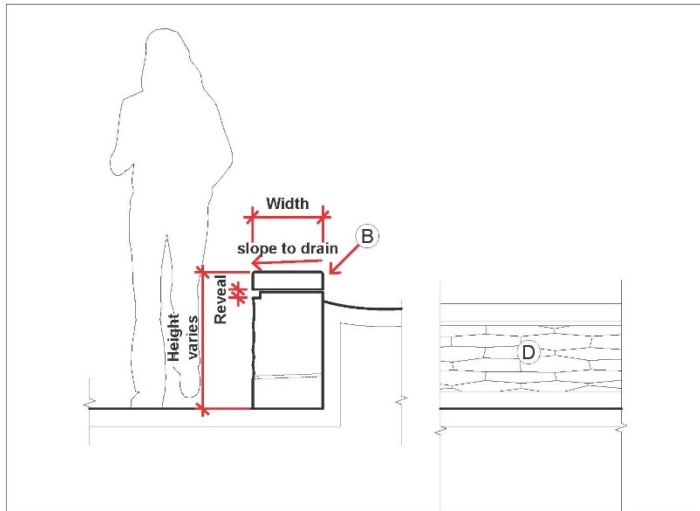 Width
slope to drain
B
Reveal
Height
varies
D